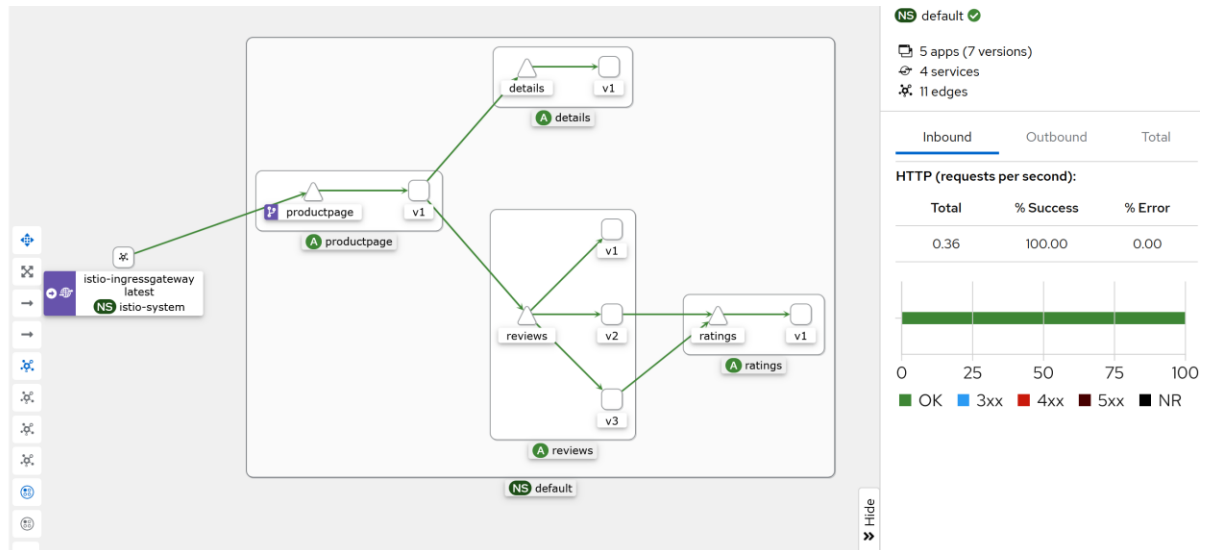 details
v1
A details
productpage
v1
A productpage
istio-ingressgateway
latest
NS istio-system
v1
reviews
v2
v3
A reviews
ratings
v1
A ratings
NS default
Hide
NS default
5 apps (7 versions)
4 services
11 edges
Inbound Outbound Total
HTTP (requests per second):
Total % Success % Error
0.36 100.00 0.00
0 25 50 75 100
OK 3xx 4xx 5xx NR